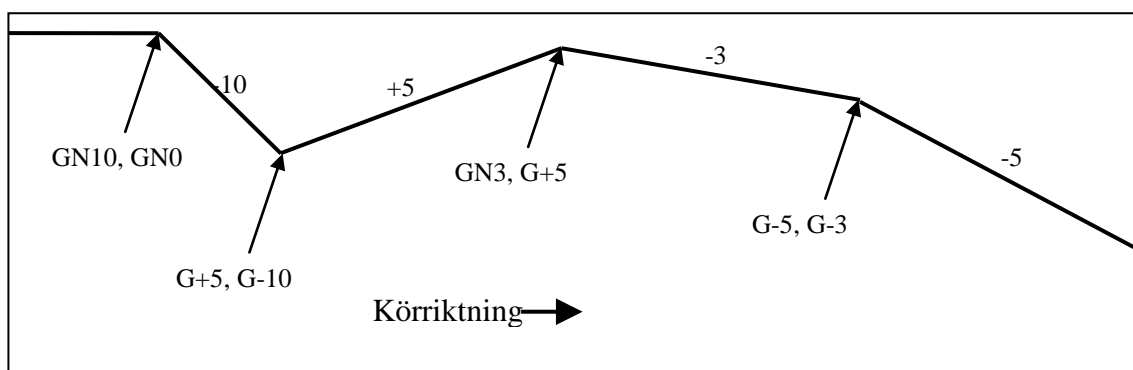 -10
+5
-3
-5
GN10, GN0
G+5, G-10
GN3, G+5
G-5, G-3
Körriktning